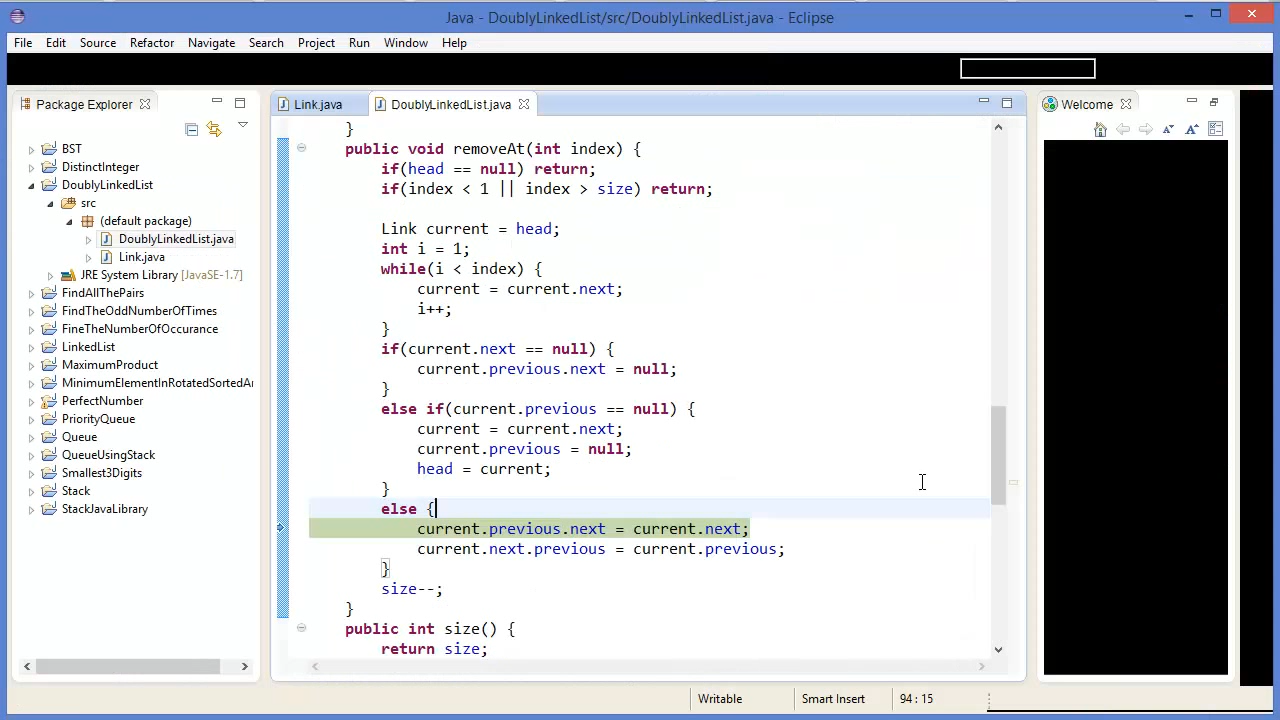 Java - DoublyLinkedList/src/DoublyLinkedList.java - Eclipse
File Edit Source Refactor Navigate Search Project Run Window Help
Package Explorer
BST
DistinctInteger
DoublyLinkedList
src
(default package)
DoublyLinkedList.java
Link.java
JRE System Library [JavaSE-1.7]
FindAllThePairs
FindTheOddNumberOfTimes
FineTheNumberOfOccurance
LinkedList
MaximumProduct
MinimumElementInRotatedSortedAr
PerfectNumber
PriorityQueue
Queue
QueueUsingStack
Smallest3Digits
Stack
StackJavaLibrary
Link.java DoublyLinkedList.java
}
public void removeAt(int index) {
if(head == null) return;
if(index < 1 || index > size) return;
Link current = head;
int i = 1;
while(i < index) {
current = current.next;
i++;
}
if(current.next == null) {
current.previous.next = null;
}
else if(current.previous == null) {
current = current.next;
current.previous = null;
head = current;
}
else {
current.previous.next = current.next;
current.next.previous = current.previous;
}
size--;
}
public int size() {
return size;
Welcome
Writable Smart Insert 94 : 15